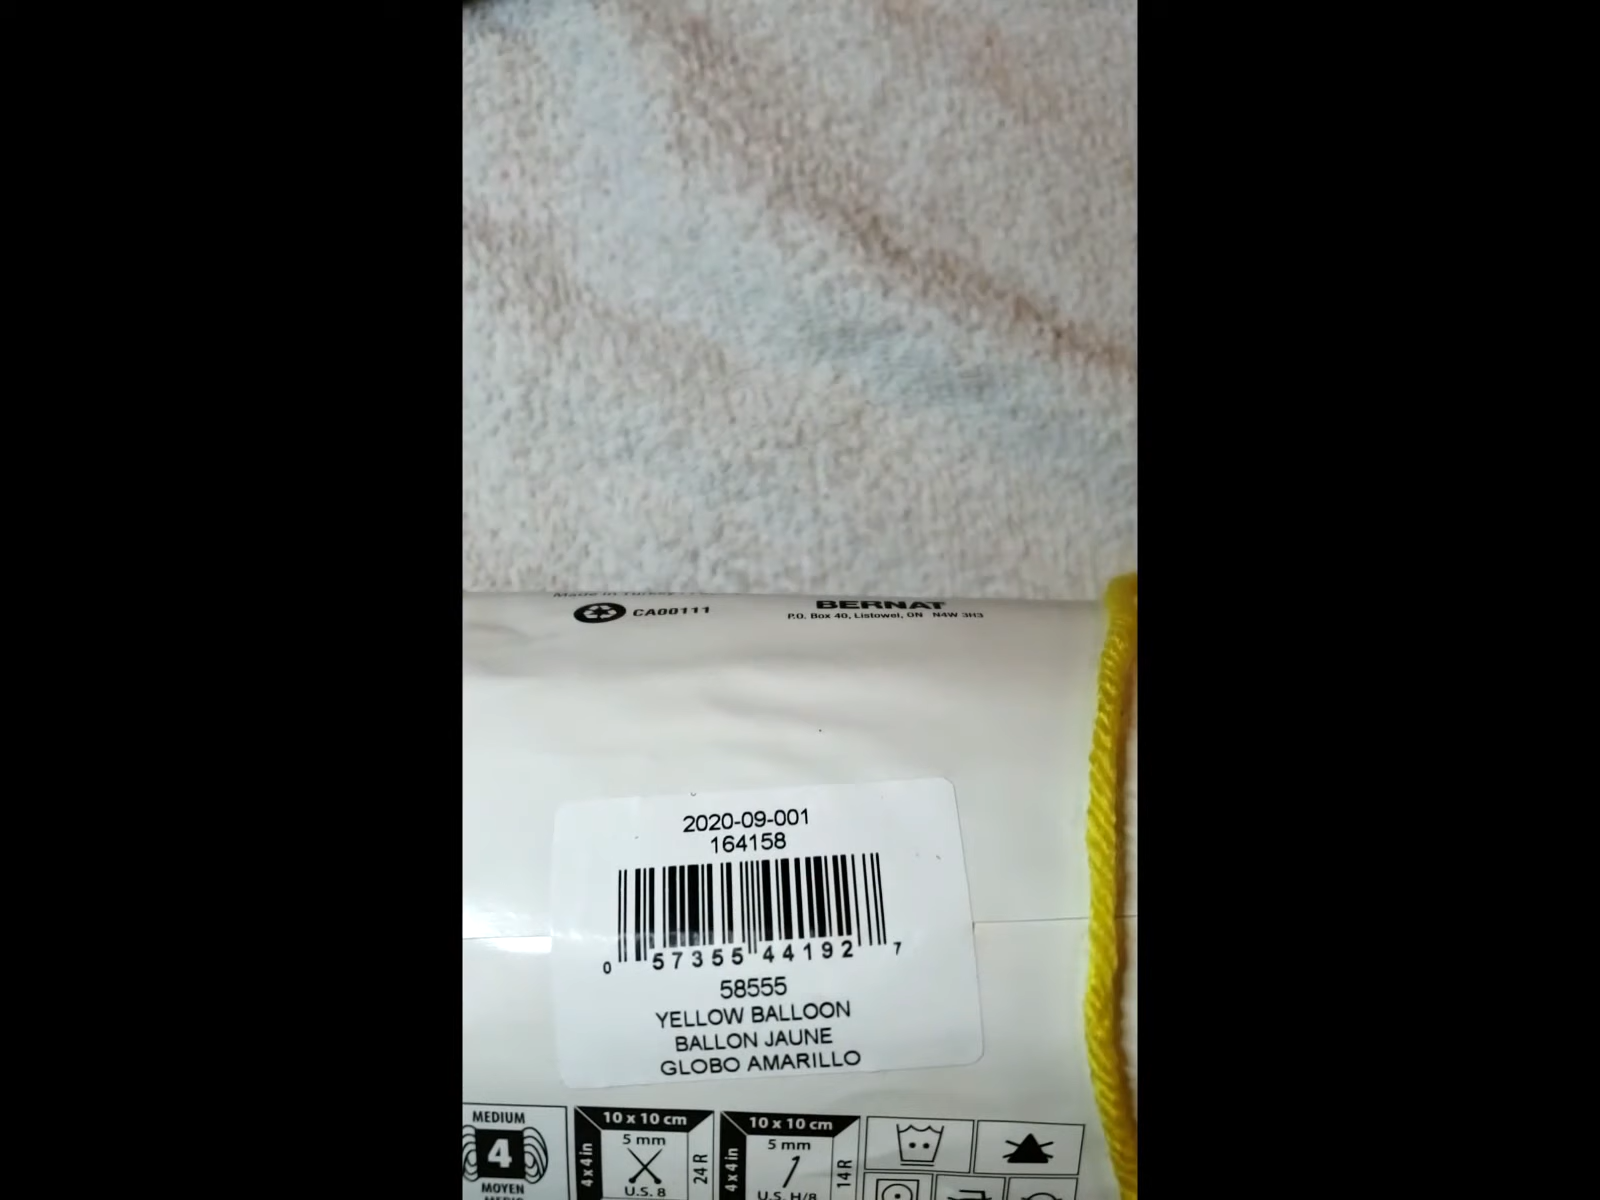 Made in Turkey
CA00111
BERNAT
P.O. Box 40, Listowel, ON N4W 3H3
2020-09-001
164158
0 57355 44192 7
58555
YELLOW BALLOON
BALLON JAUNE
GLOBO AMARILLO
MEDIUM
4
MOYEN
10 x 10 cm
4 x 4 in
5 mm
24 R
U.S. 8
10 x 10 cm
4 x 4 in
5 mm
14 R
U.S. H/8